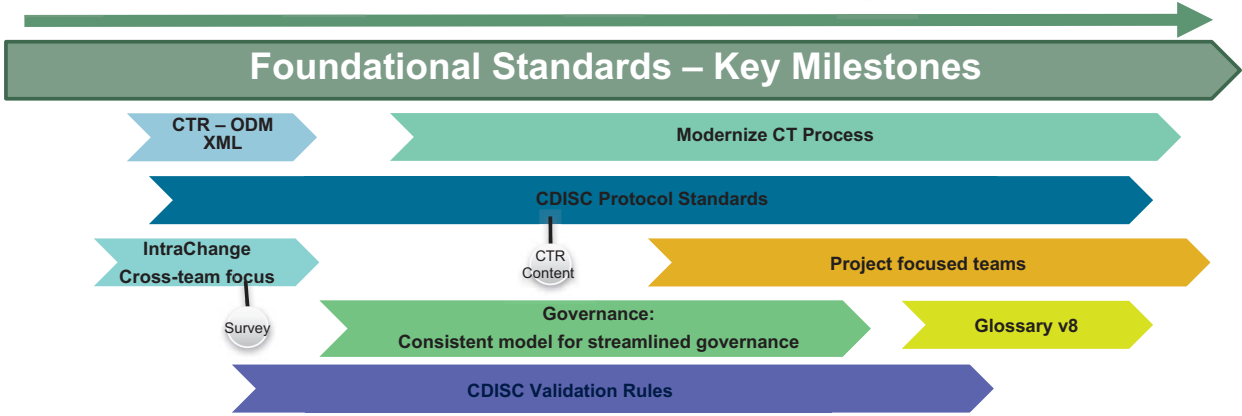 Foundational Standards – Key Milestones
CTR – ODM
XML
Modernize CT Process
CDISC Protocol Standards
IntraChange
Cross-team focus
CTR
Content
Project focused teams
Survey
Governance:
Consistent model for streamlined governance
Glossary v8
CDISC Validation Rules